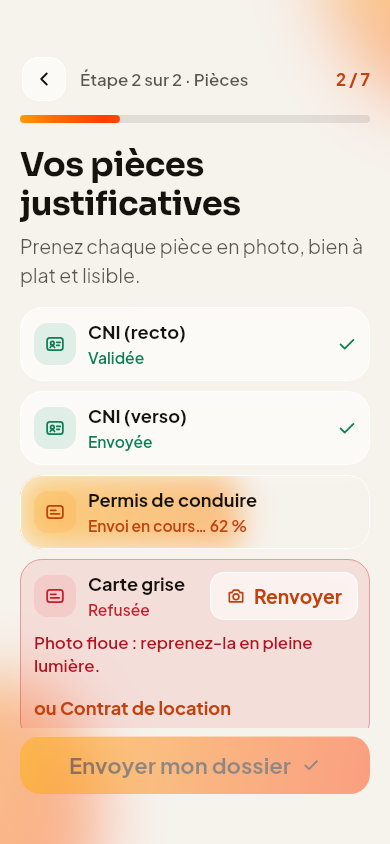 Étape 2 sur 2 · Pièces
2 / 7
Vos pièces
justificatives
Prenez chaque pièce en photo, bien à
plat et lisible.
CNI (recto)
Validée
CNI (verso)
Envoyée
Permis de conduire
Envoi en cours… 62 %
Carte grise
Refusée
Renvoyer
Photo floue : reprenez-la en pleine
lumière.
ou Contrat de location
Envoyer mon dossier